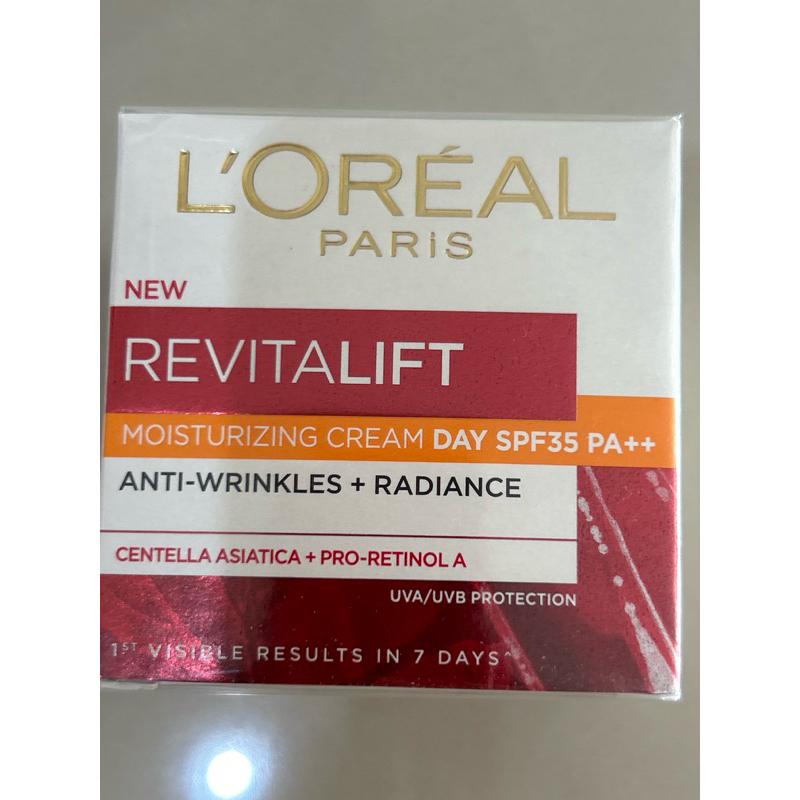 L'ORÉAL
PARiS
NEW
REVITALIFT
MOISTURIZING CREAM DAY SPF35 PA++
ANTI-WRINKLES + RADIANCE
CENTELLA ASIATICA + PRO-RETINOL A
UVA/UVB PROTECTION
1ST VISIBLE RESULTS IN 7 DAYS^